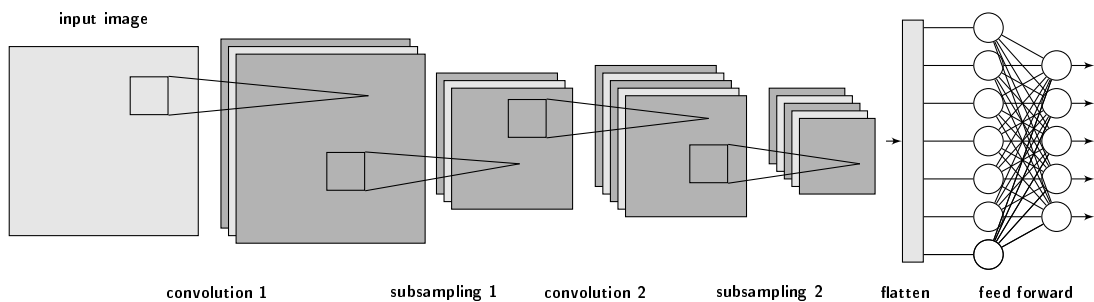 input image
convolution 1
subsampling 1
convolution 2
subsampling 2
flatten
feed forward